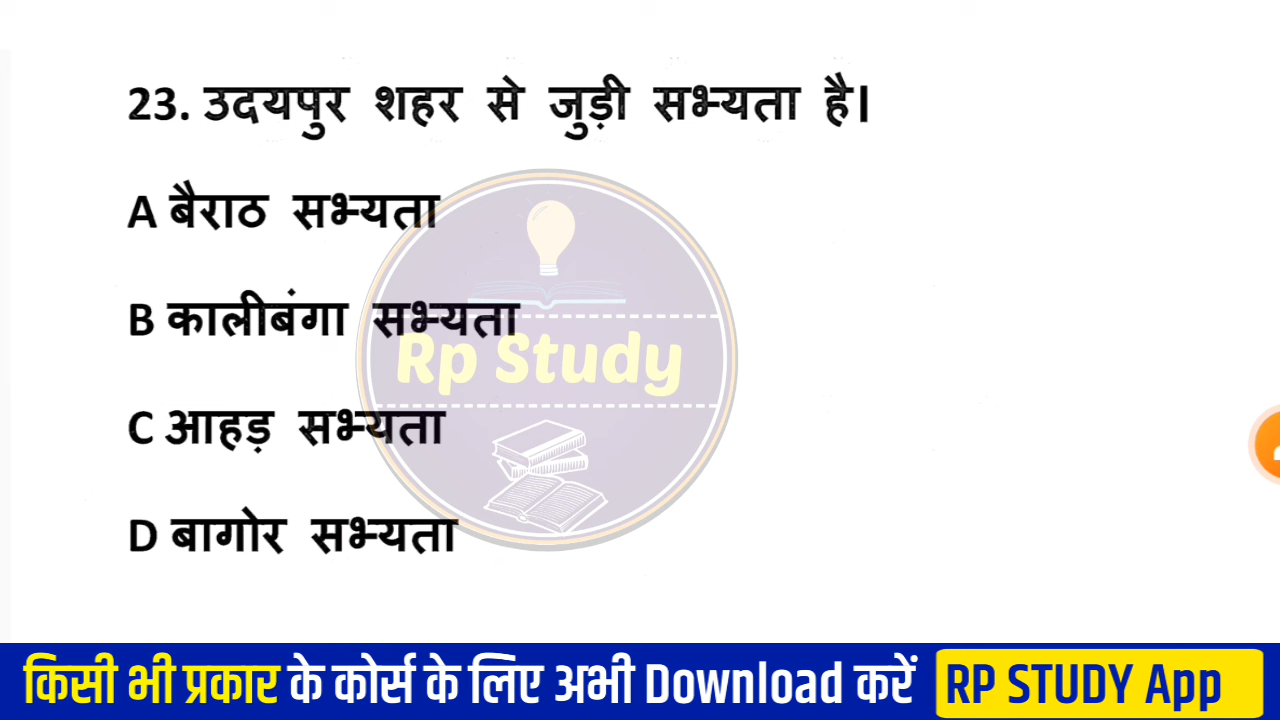 23. उदयपुर शहर से जुड़ी सभ्यता है।
A बैराठ सभ्यता
B कालीबंगा सभ्यता
Rp Study
C आहड़ सभ्यता
D बागोर सभ्यता
किसी भी प्रकार के कोर्स के लिए अभी Download करें RP STUDY App